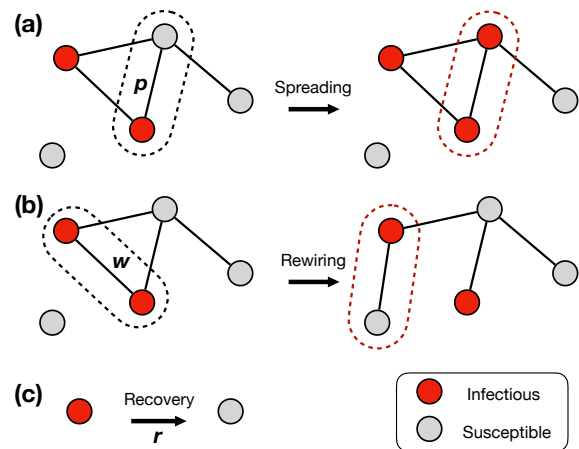 (a)
p
Spreading
(b)
w
Rewiring
(c)
Recovery
r
Infectious
Susceptible